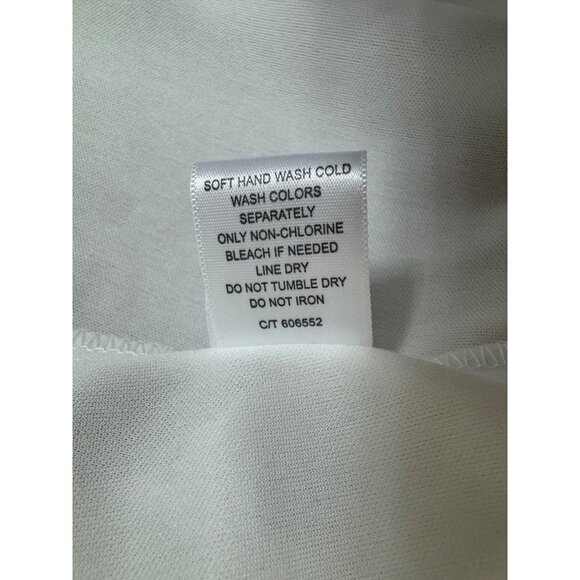 SOFT HAND WASH COLD
WASH COLORS
SEPARATELY
ONLY NON-CHLORINE
BLEACH IF NEEDED
LINE DRY
DO NOT TUMBLE DRY
DO NOT IRON
C/T 606552